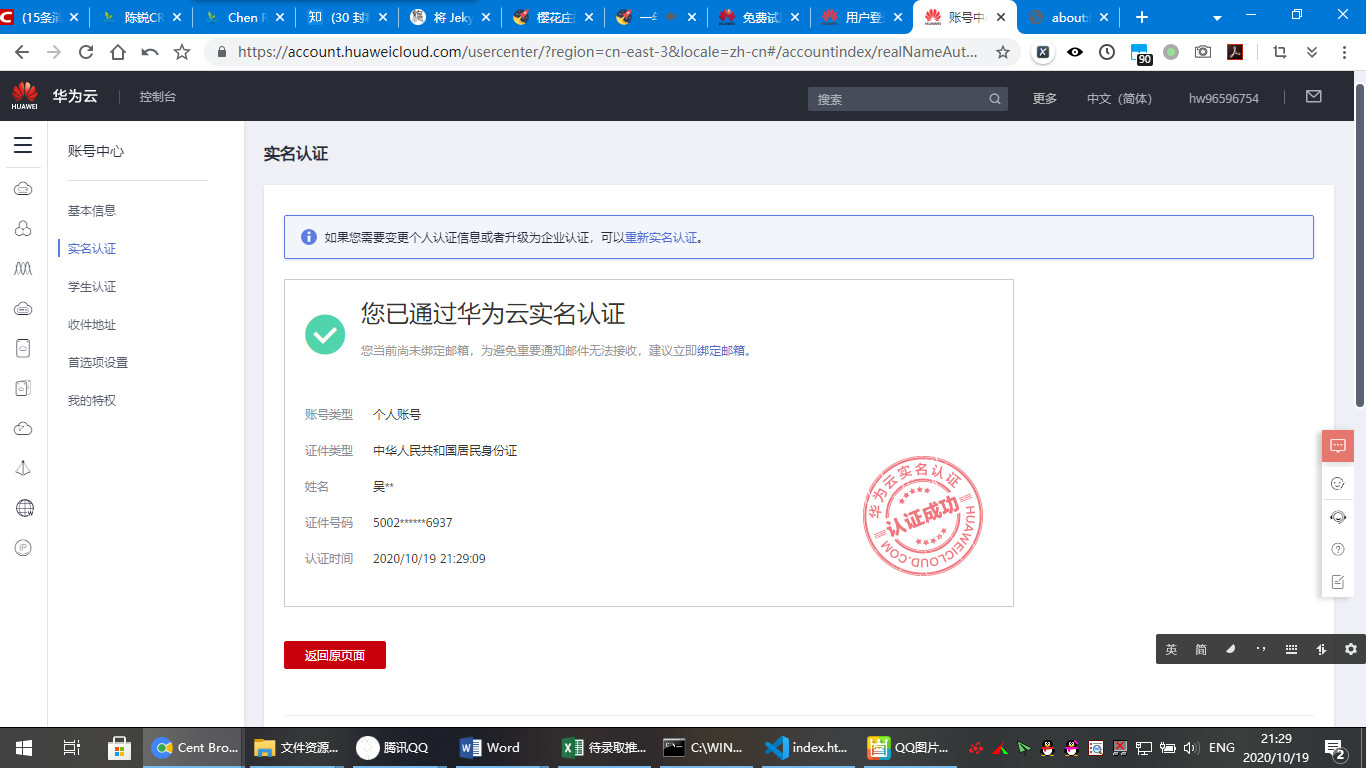 (15条消
陈锐CR
Chen R
知 (30 封私
将 Jeky
樱花庄
一年
免费试
用户登
账号中
about:
https://account.huaweicloud.com/usercenter/?region=cn-east-3&locale=zh-cn#/accountindex/realNameAut...
90
HUAWEI
华为云
控制台
搜索
更多
中文（简体）
hw96596754
账号中心
基本信息
实名认证
学生认证
收件地址
首选项设置
我的特权
实名认证
如果您需要变更个人认证信息或者升级为企业认证，可以重新实名认证。
您已通过华为云实名认证
您当前尚未绑定邮箱，为避免重要通知邮件无法接收，建议立即绑定邮箱。
账号类型 个人账号
证件类型 中华人民共和国居民身份证
姓名 吴**
证件号码 5002******6937
认证时间 2020/10/19 21:29:09
华为云实名认证
认证成功
HUAWEICLOUD.COM
返回原页面
IP
英 简
Cent Bro...
文件资源...
腾讯QQ
Word
待录取推...
C:\WIN...
index.ht...
QQ图片...
ENG
21:29
2020/10/19
2